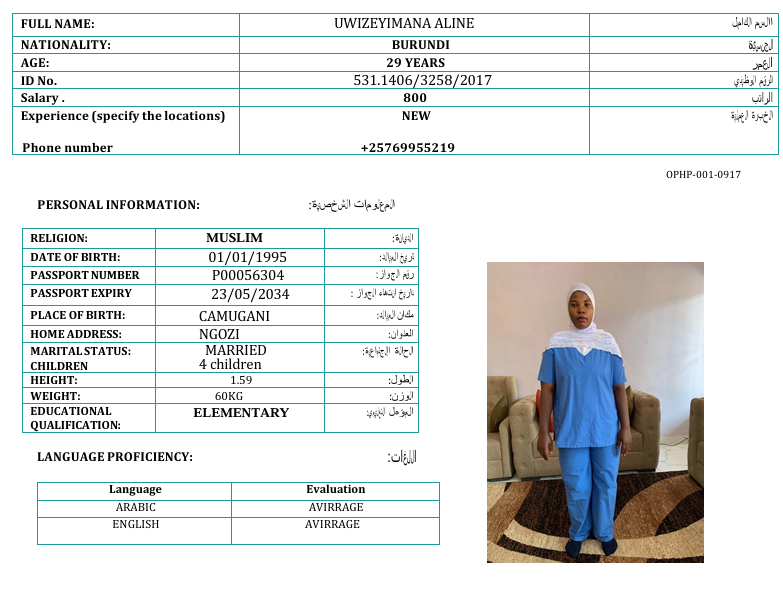 FULL NAME: UWIZEYIMANA ALINE الاسم الكامل
NATIONALITY: BURUNDI الجنسية
AGE: 29 YEARS العمر
ID No. 531.1406/3258/2017 الرقم الوظيفي
Salary . 800 الراتب
Experience (specify the locations) NEW الخبرة العملية
Phone number +25769955219
OPHP-001-0917
PERSONAL INFORMATION: المعلومات الشخصية:
RELIGION: MUSLIM الديانة:
DATE OF BIRTH: 01/01/1995 تاريخ الميلاد:
PASSPORT NUMBER P00056304 رقم الجواز:
PASSPORT EXPIRY 23/05/2034 تاريخ انتهاء الجواز :
PLACE OF BIRTH: CAMUGANI مكان الميلاد:
HOME ADDRESS: NGOZI العنوان:
MARITAL STATUS: MARRIED الحالة الاجتماعية:
CHILDREN 4 children
HEIGHT: 1.59 الطول:
WEIGHT: 60KG الوزن:
EDUCATIONAL ELEMENTARY المؤهل التعليمي:
QUALIFICATION:
LANGUAGE PROFICIENCY: اللغات:
Language Evaluation
ARABIC AVIRRAGE
ENGLISH AVIRRAGE